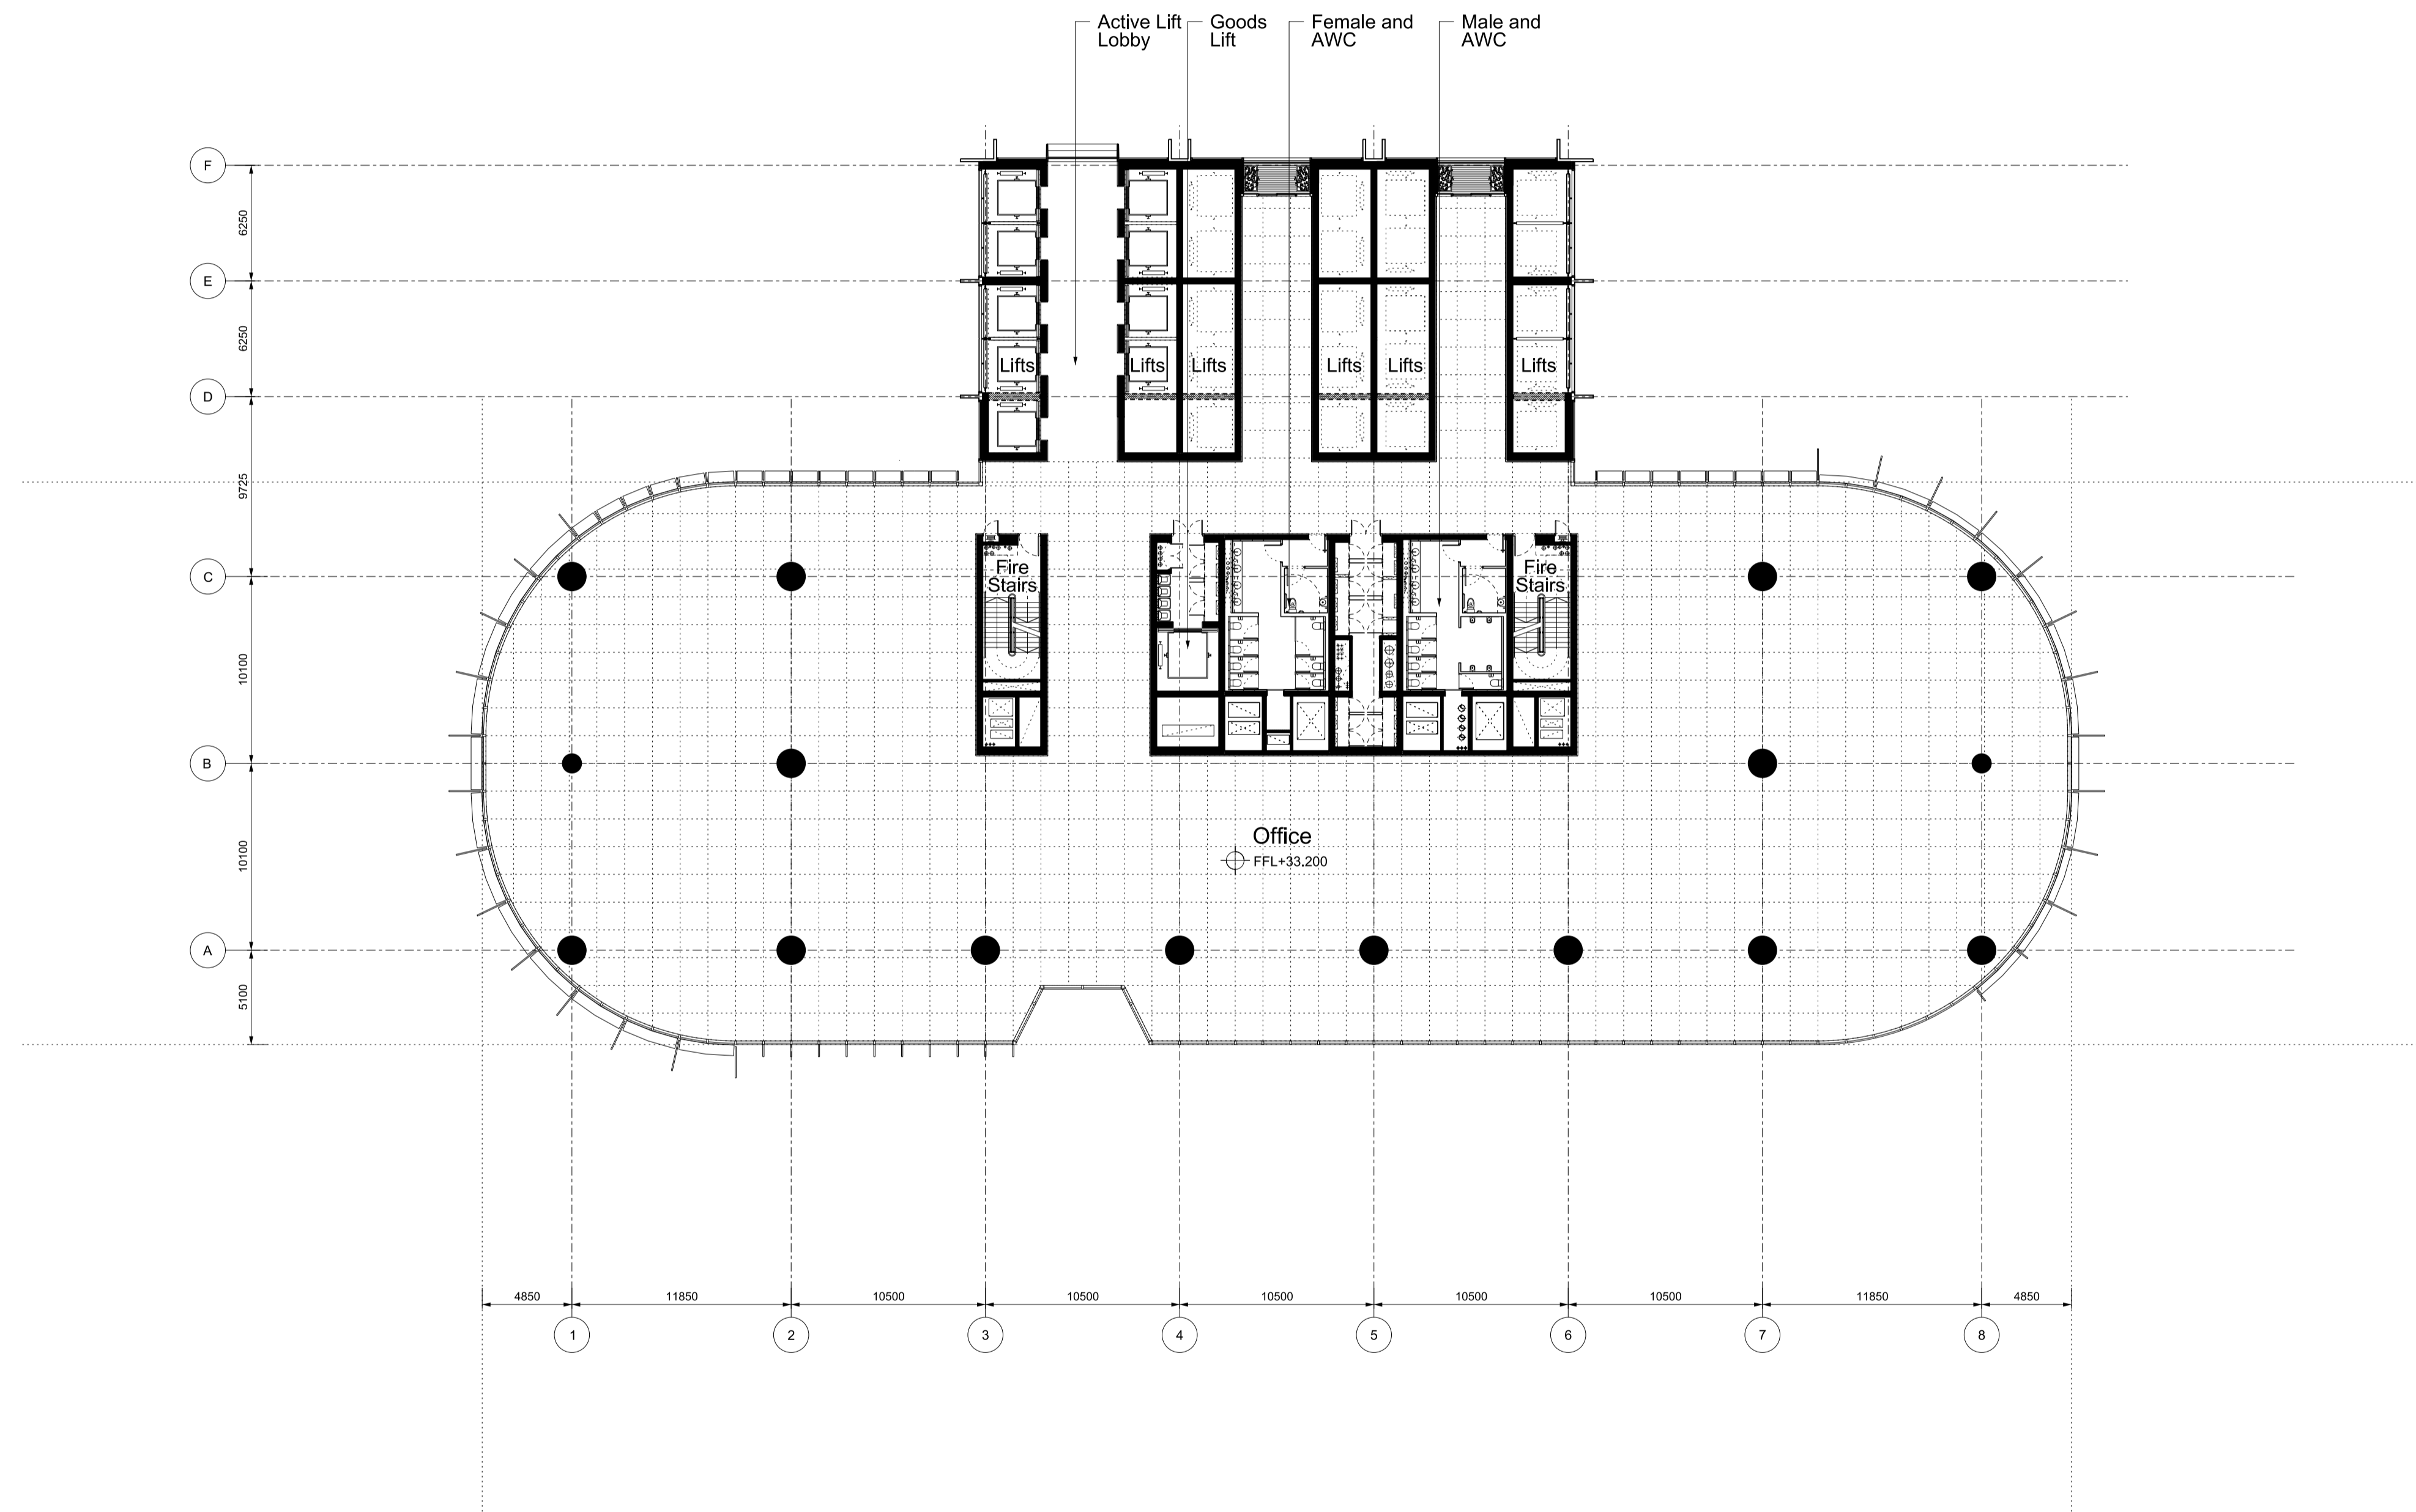 Active Lift
Lobby
Goods
Lift
Female and
AWC
Male and
AWC
F
6250
E
6250
Lifts
Lifts
Lifts
Lifts
Lifts
Lifts
D
9725
C
Fire
Stairs
Fire
Stairs
10100
B
10100
Office
FFL+33.200
A
5100
4850
11850
10500
10500
10500
10500
10500
11850
4850
1
2
3
4
5
6
7
8